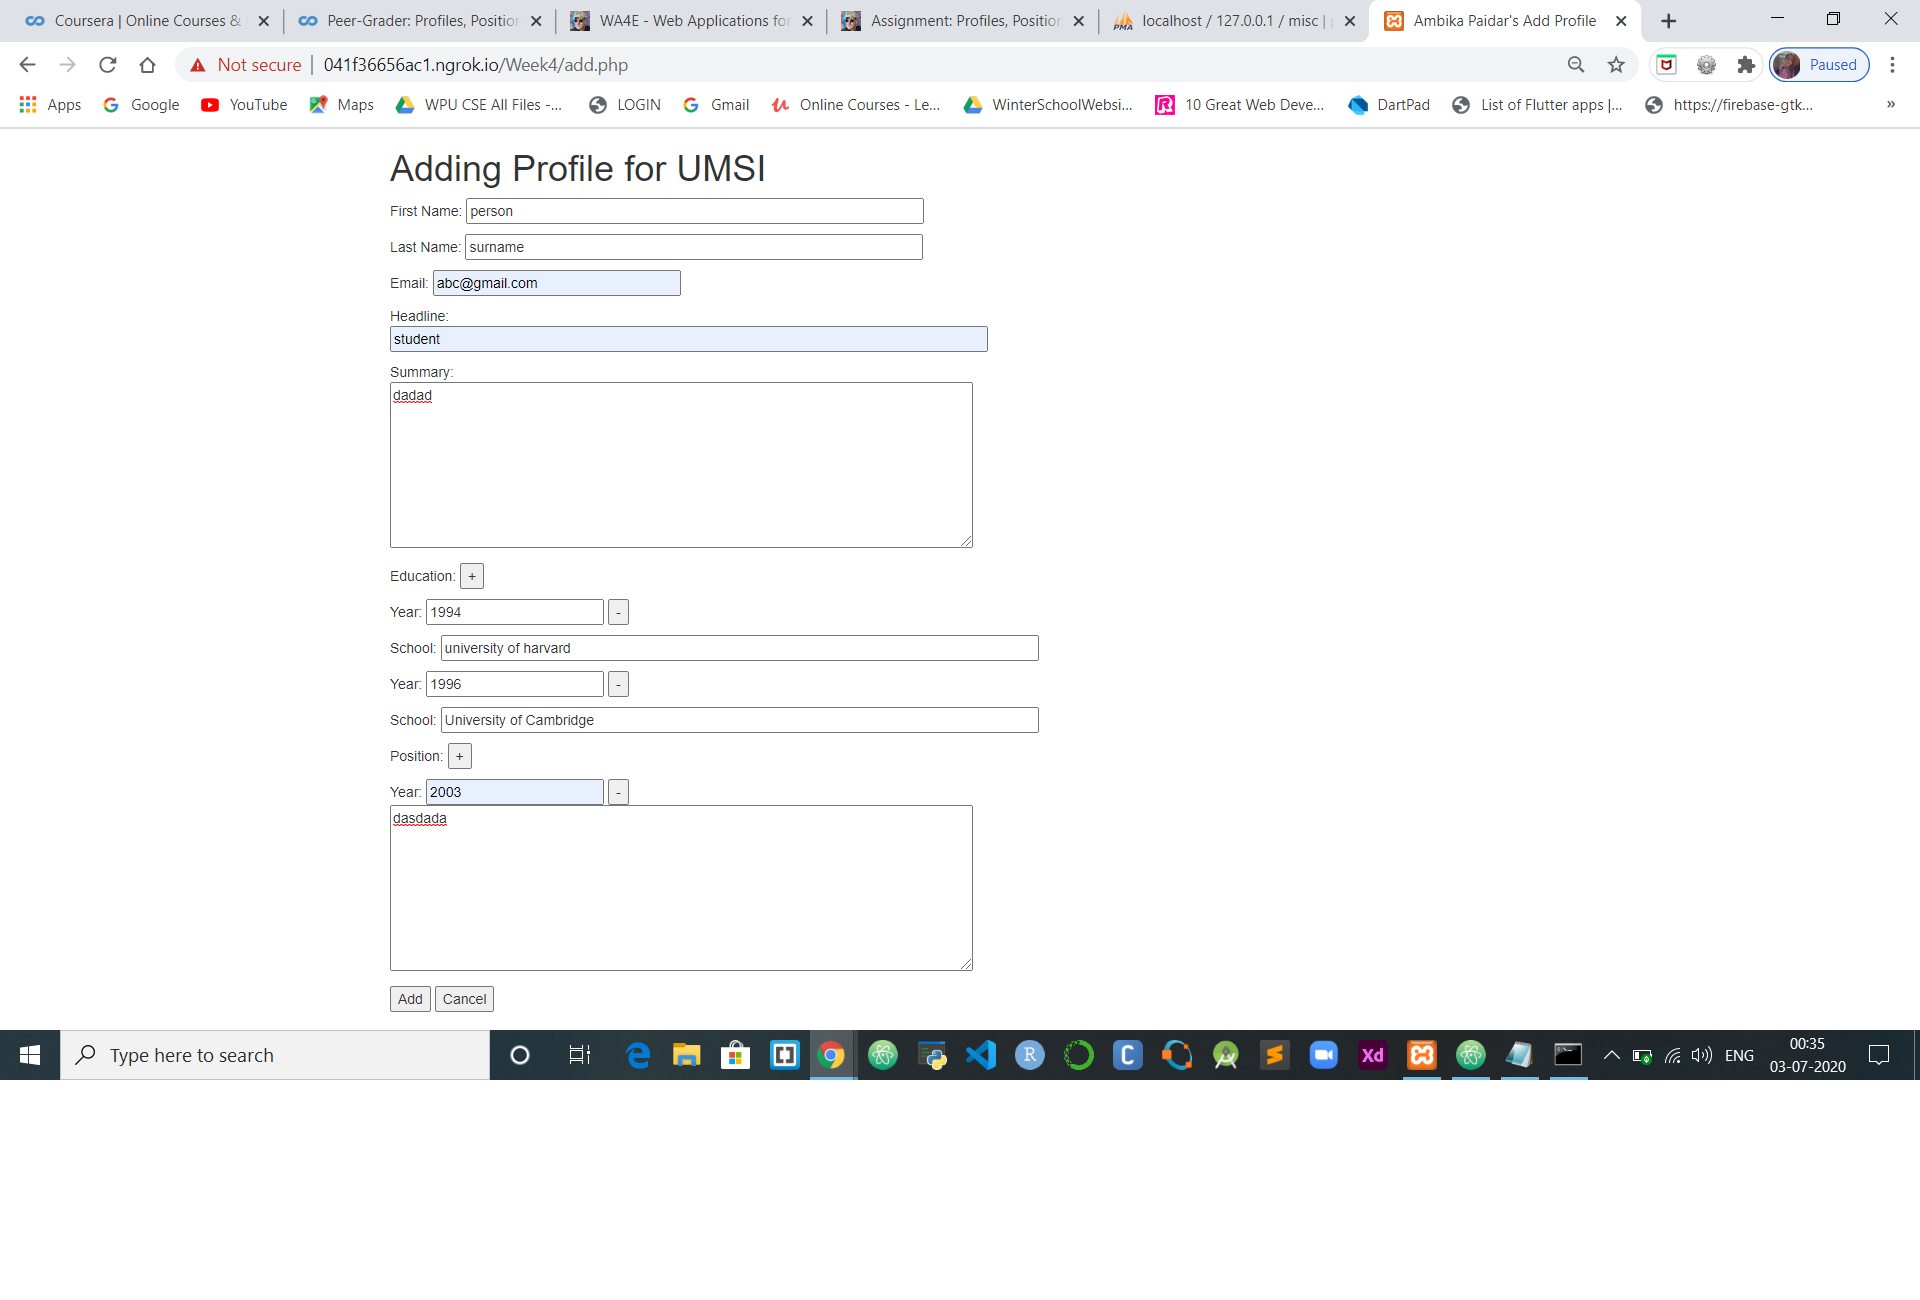 Coursera | Online Courses &
Peer-Grader: Profiles, Position
WA4E - Web Applications for
Assignment: Profiles, Position
localhost / 127.0.0.1 / misc |
Ambika Paidar's Add Profile
Not secure | 041f36656ac1.ngrok.io/Week4/add.php
Paused
Apps
Google
YouTube
Maps
WPU CSE All Files -...
LOGIN
Gmail
Online Courses - Le...
WinterSchoolWebsi...
10 Great Web Deve...
DartPad
List of Flutter apps |...
https://firebase-gtk...
»
Adding Profile for UMSI
First Name: person
Last Name: surname
Email: abc@gmail.com
Headline:
student
Summary:
dadad
Education: +
Year: 1994 -
School: university of harvard
Year: 1996 -
School: University of Cambridge
Position: +
Year: 2003 -
dasdada
Add Cancel
Type here to search
ENG
00:35
03-07-2020